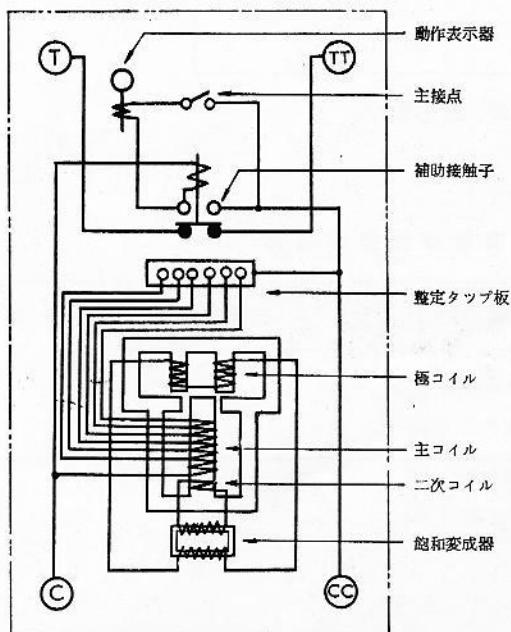 動作表示器
T
TT
主接点
補助接触子
整定タップ板
極コイル
主コイル
二次コイル
飽和変成器
C
CC